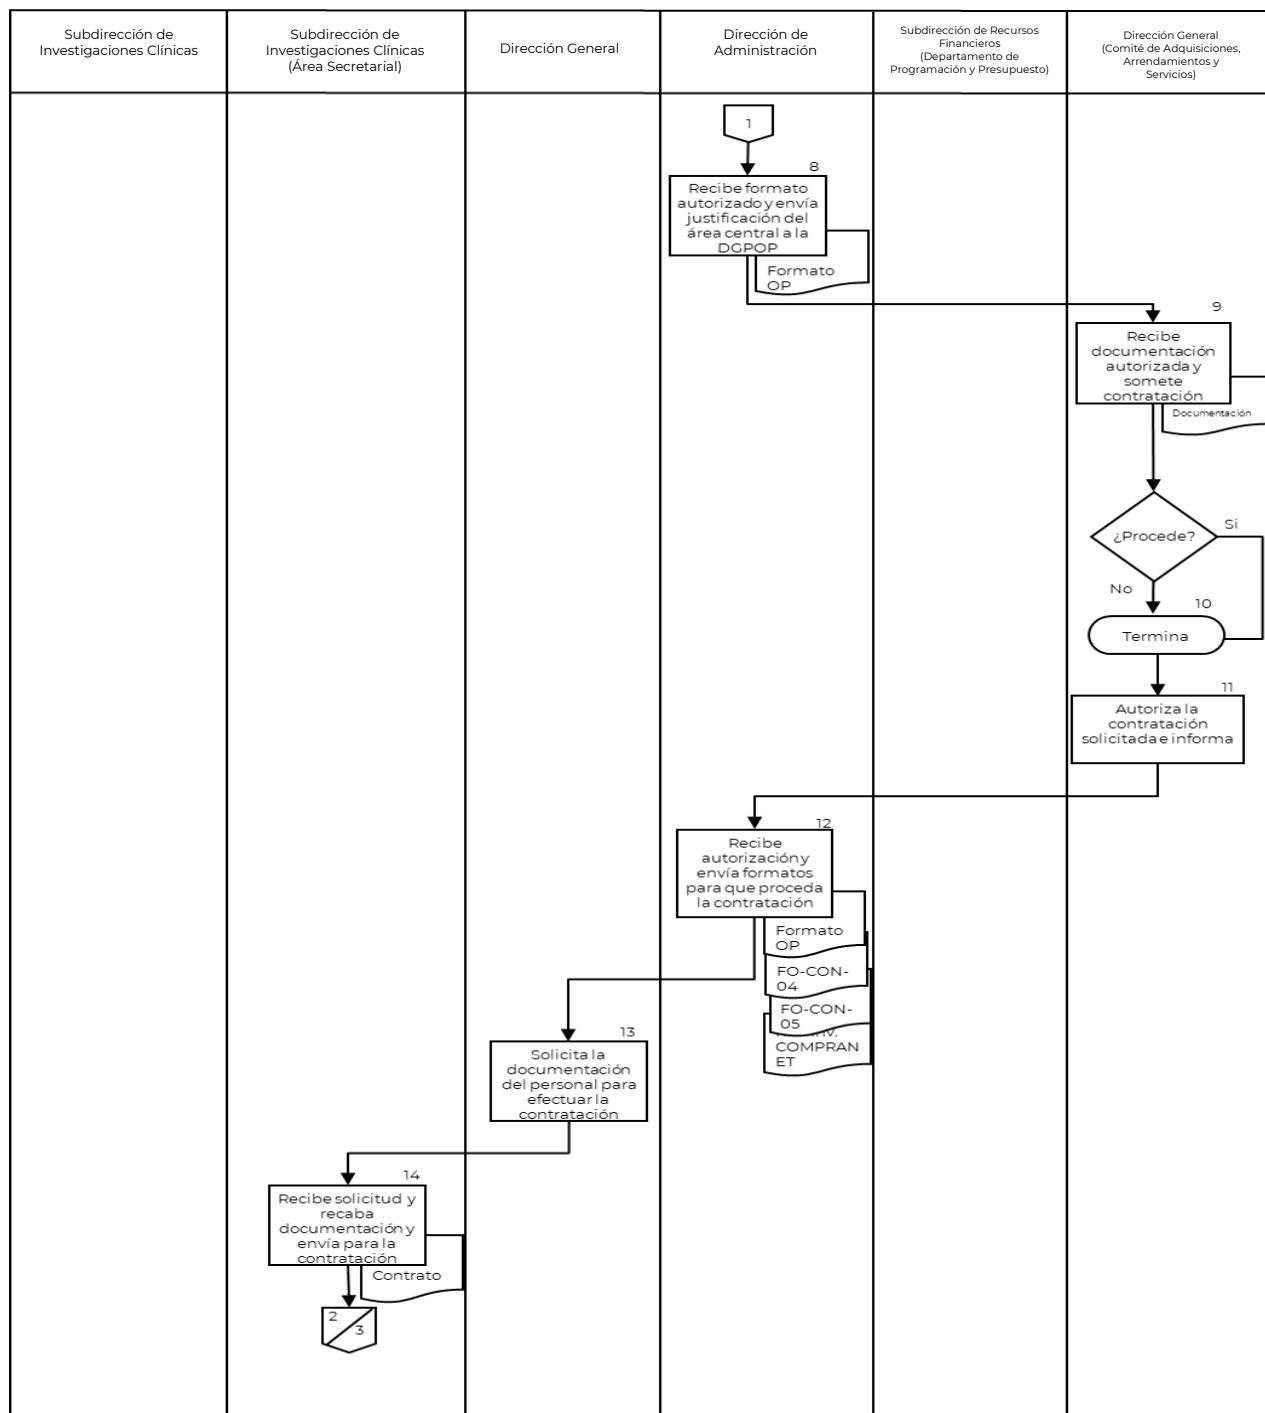 Subdirección de
Investigaciones Clínicas
Subdirección de
Investigaciones Clínicas
(Área Secretarial)
Dirección General
Dirección de
Administración
Subdirección de Recursos
Financieros
(Departamento de
Programación y Presupuesto)
Dirección General
(Comité de Adquisiciones,
Arrendamientos y
Servicios)
1
8
Recibe formato
autorizado y envía
justificación del
área central a la
DGPOP
Formato
OP
9
Recibe
documentación
autorizada y
somete
contratación
Documentación
¿Procede?
Si
No
10
Termina
11
Autoriza la
contratación
solicitada e informa
12
Recibe
autorización y
envía formatos
para que proceda
la contratación
Formato
OP
FO-CON-
04
FO-CON-
05
COMPRAN
ET
13
Solicita la
documentación
del personal para
efectuar la
contratación
14
Recibe solicitud y
recaba
documentación y
envía para la
contratación
Contrato
2
3